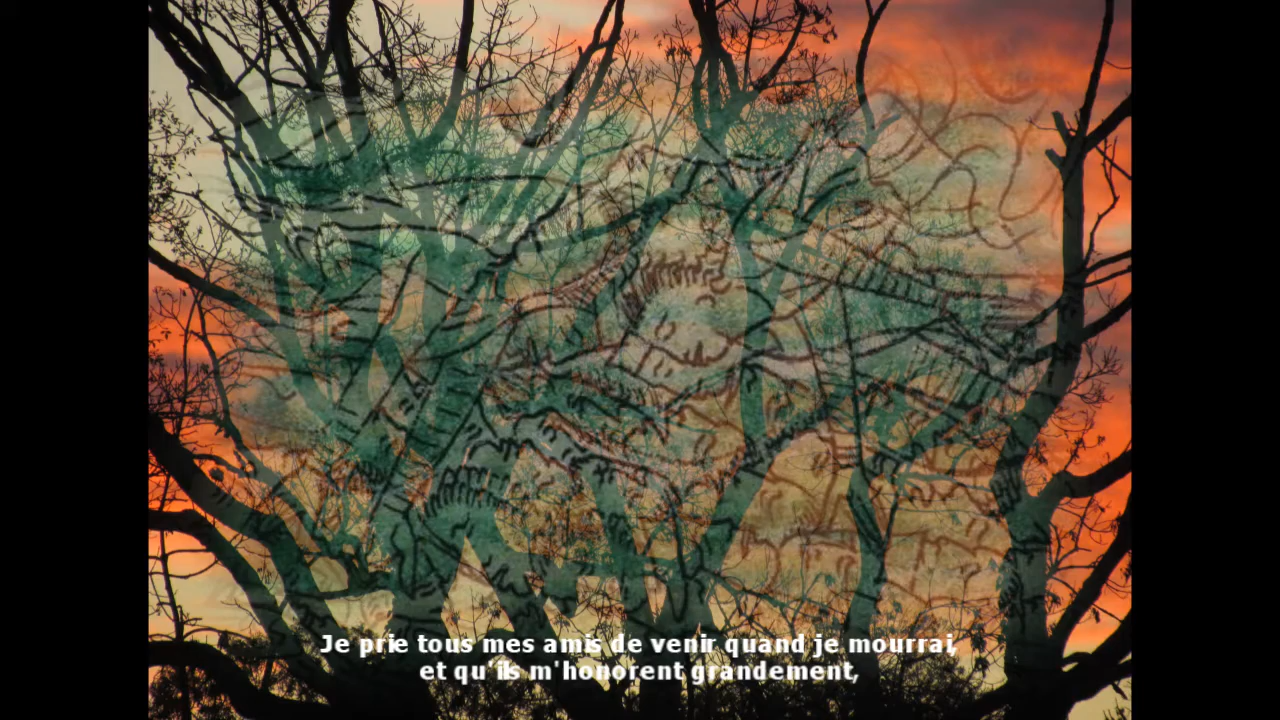 Je prie tous mes amis de venir quand je mourrai,
et qu'ils m'honorent grandement,